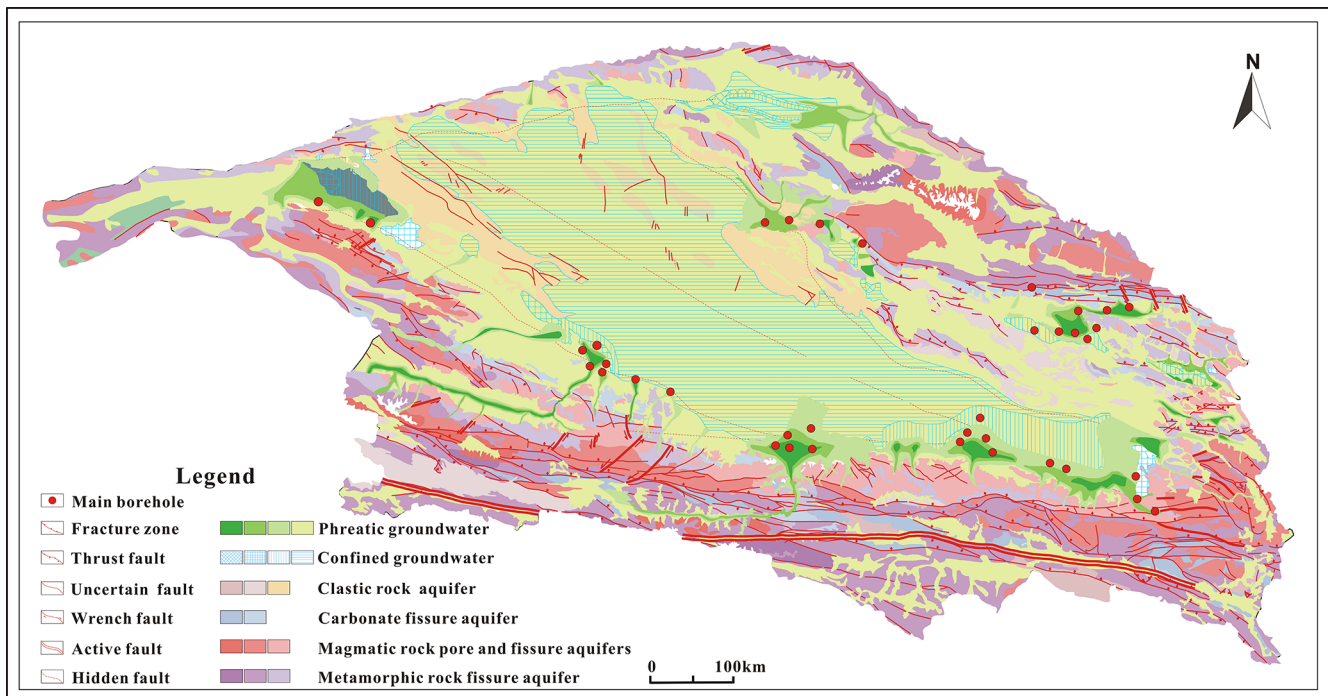 N
Legend
Main borehole
Fracture zone
Phreatic groundwater
Thrust fault
Confined groundwater
Uncertain fault
Clastic rock aquifer
Wrench fault
Carbonate fissure aquifer
Active fault
Magmatic rock pore and fissure aquifers
Hidden fault
Metamorphic rock fissure aquifer
0 100km